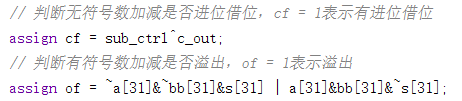 // 判断无符号数加减是否进位借位，cf = 1表示有进位借位
assign cf = sub_ctrl^c_out;
// 判断有符号数加减是否溢出，of = 1表示溢出
assign of = ~a[31]&~bb[31]&s[31] | a[31]&bb[31]&~s[31];